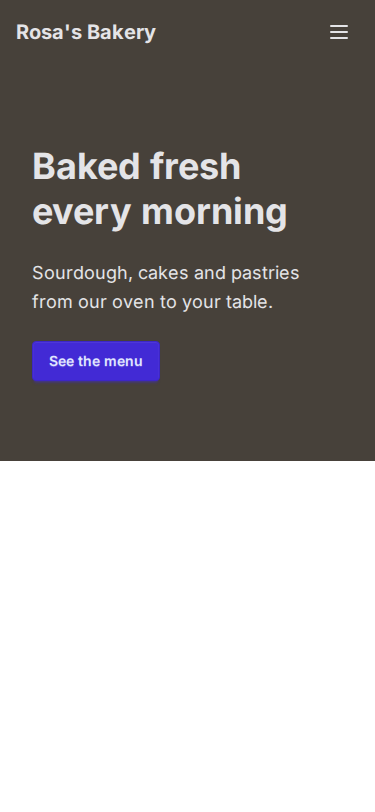 Rosa's Bakery
Baked fresh
every morning
Sourdough, cakes and pastries
from our oven to your table.
See the menu